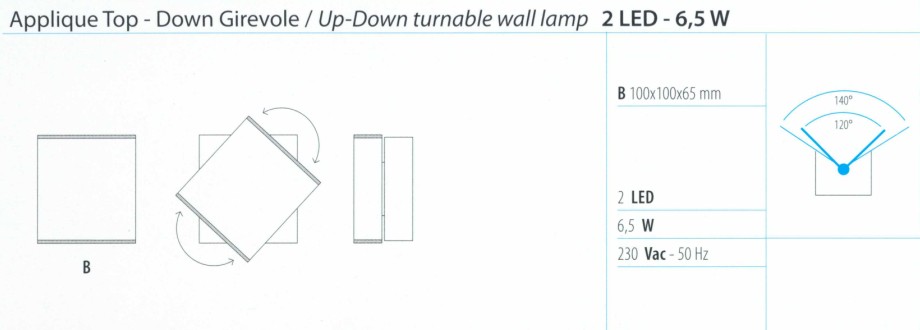 Applique Top - Down Girevole / Up-Down turnable wall lamp 2 LED - 6,5 W
B 100x100x65 mm
140°
120°
2 LED
6,5 W
230 Vac - 50 Hz
B